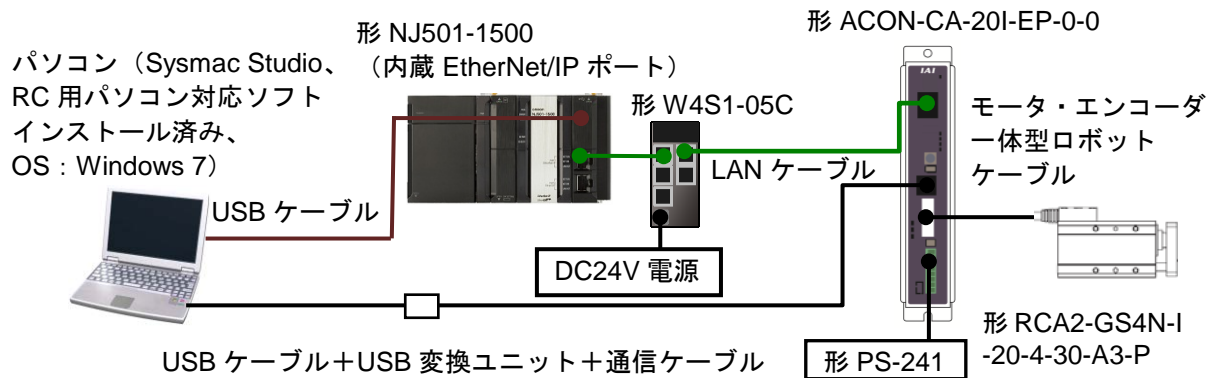 形 NJ501-1500
（内蔵 EtherNet/IP ポート）
形 ACON-CA-20I-EP-0-0
パソコン（Sysmac Studio、
RC 用パソコン対応ソフト
インストール済み、
OS：Windows 7）
形 W4S1-05C
IAI
モータ・エンコーダ
一体型ロボット
ケーブル
LAN ケーブル
USB ケーブル
DC24V 電源
形 RCA2-GS4N-I
-20-4-30-A3-P
USB ケーブル＋USB 変換ユニット＋通信ケーブル
形 PS-241